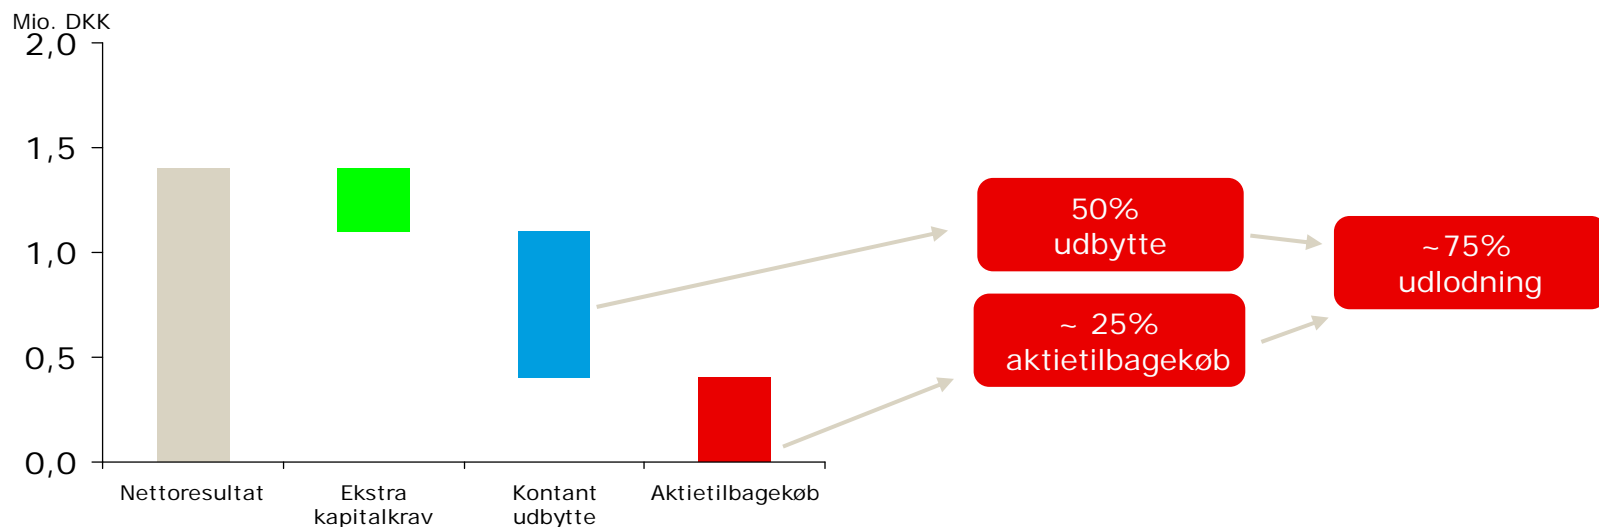 Mio. DKK
2,0
1,5
1,0
0,5
0,0
Nettoresultat
Ekstra
kapitalkrav
Kontant
udbytte
Aktietilbagekøb
50%
udbytte
~ 25%
aktietilbagekøb
~75%
udlodning